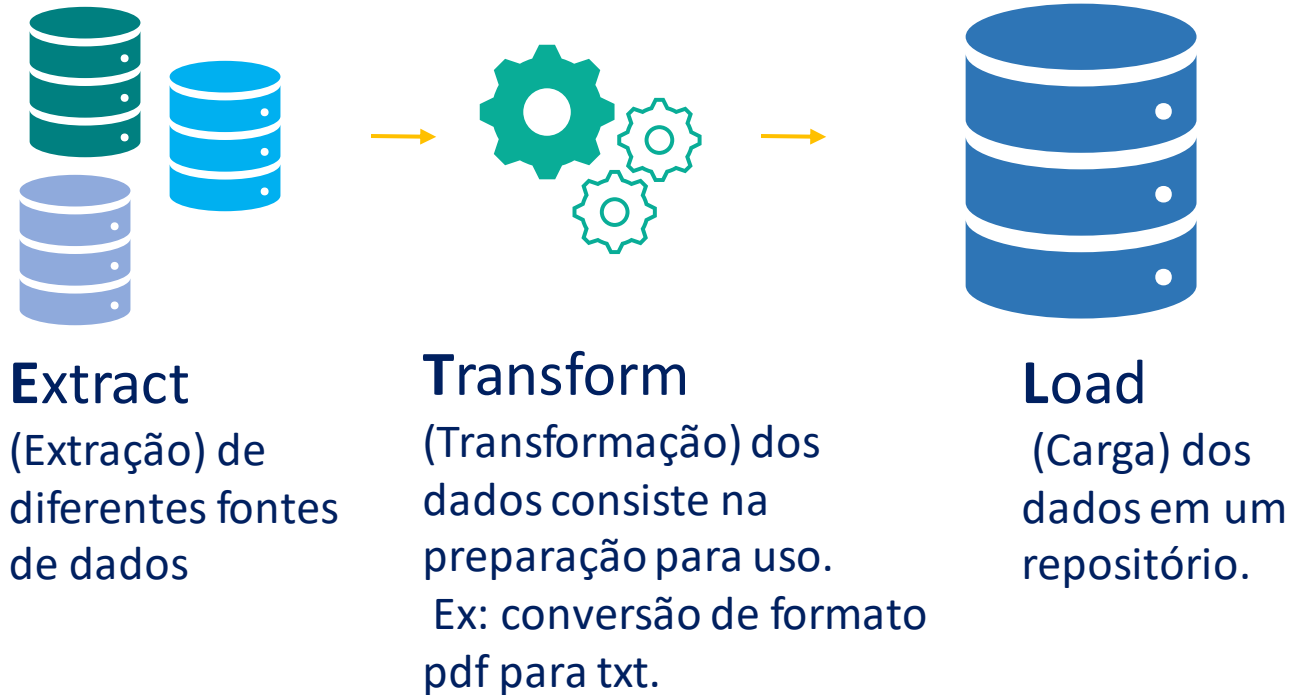 Extract
(Extração) de
diferentes fontes
de dados
Transform
(Transformação) dos
dados consiste na
preparação para uso.
Ex: conversão de formato
pdf para txt.
Load
(Carga) dos
dados em um
repositório.